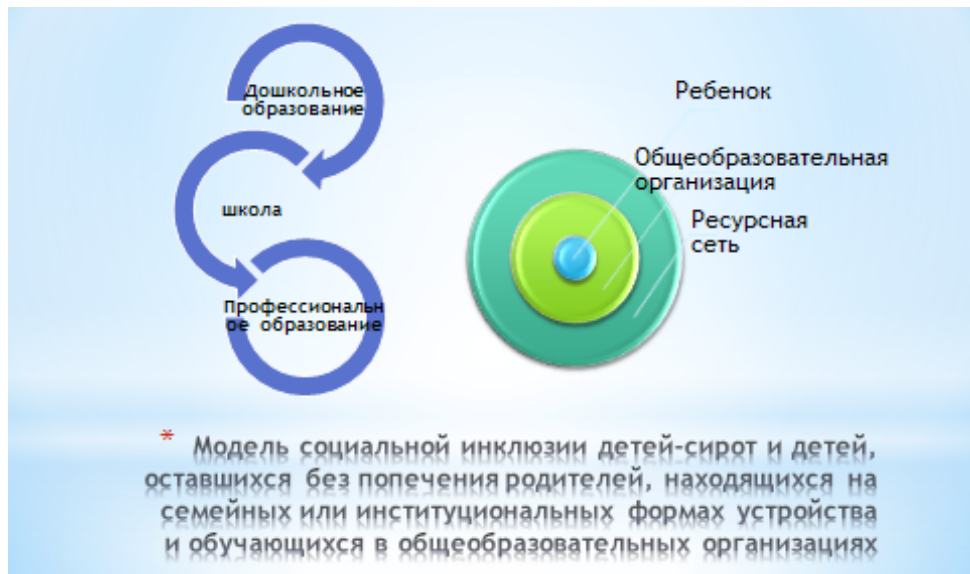 Дошкольное
образование
школа
Профессиональн
ое образование
Ребенок
Общеобразовательная
организация
Ресурсная
сеть
* Модель социальной инклюзии детей-сирот и детей,
оставшихся без попечения родителей, находящихся на
семейных или институциональных формах устройства
и обучающихся в общеобразовательных организациях